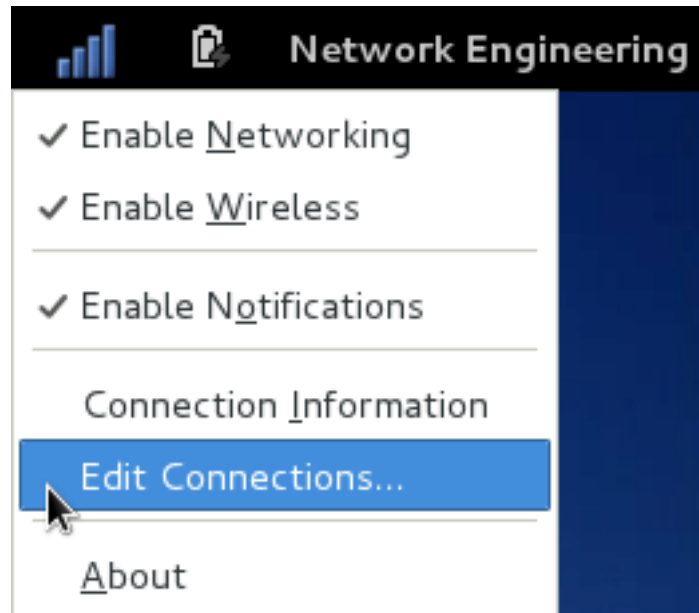 Network Engineering
Enable Networking
Enable Wireless
Enable Notifications
Connection Information
Edit Connections...
About